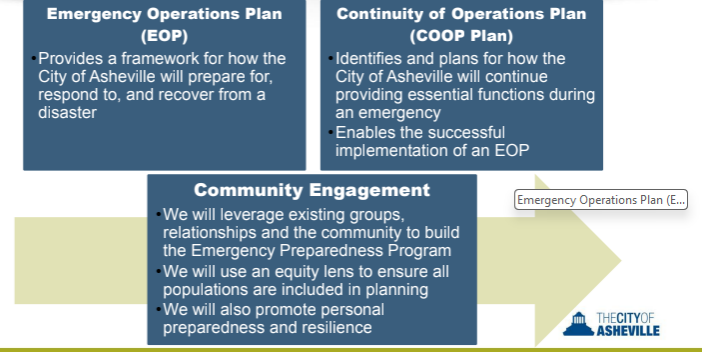 Emergency Operations Plan
(EOP)
•Provides a framework for how the
City of Asheville will prepare for,
respond to, and recover from a
disaster
Continuity of Operations Plan
(COOP Plan)
•Identifies and plans for how the
City of Asheville will continue
providing essential functions during
an emergency
•Enables the successful
implementation of an EOP
Community Engagement
•We will leverage existing groups,
relationships and the community to build
the Emergency Preparedness Program
•We will use an equity lens to ensure all
populations are included in planning
•We will also promote personal
preparedness and resilience
Emergency Operations Plan (E...
THECITYOF
ASHEVILLE